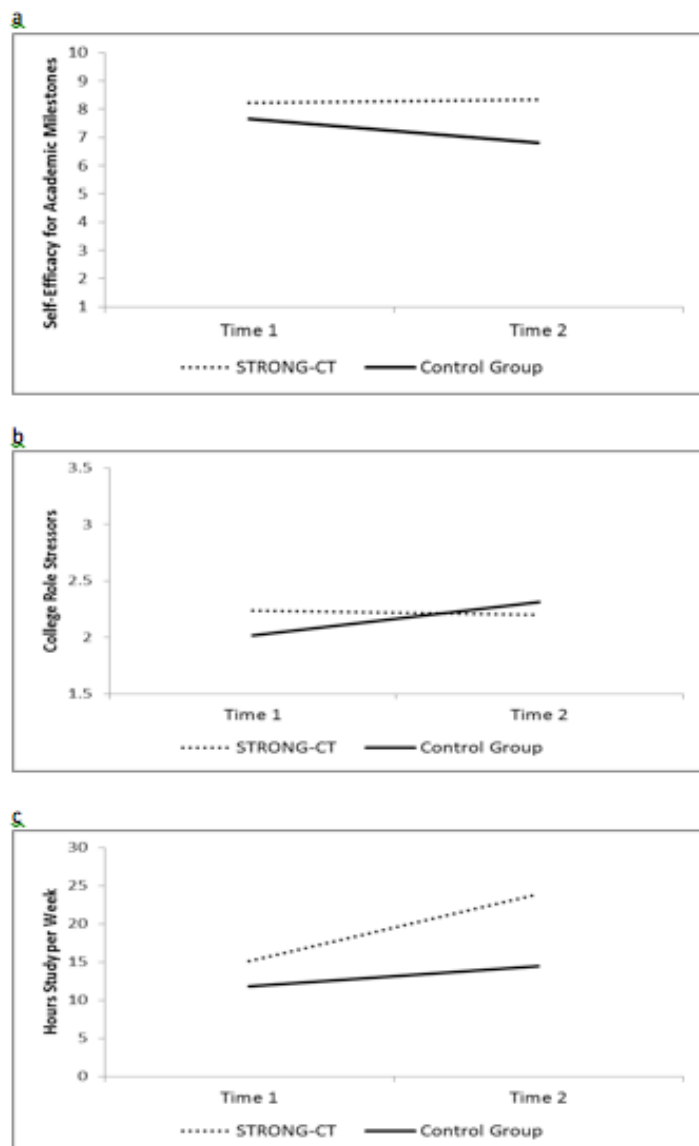 a
Self-Efficacy for Academic Milestones
10
9
8
7
6
5
4
3
2
1
Time 1 Time 2
STRONG-CT Control Group
b
College Role Stressors
3.5
3
2.5
2
1.5
Time 1 Time 2
STRONG-CT Control Group
c
Hours Study per Week
30
25
20
15
10
5
0
Time 1 Time 2
STRONG-CT Control Group